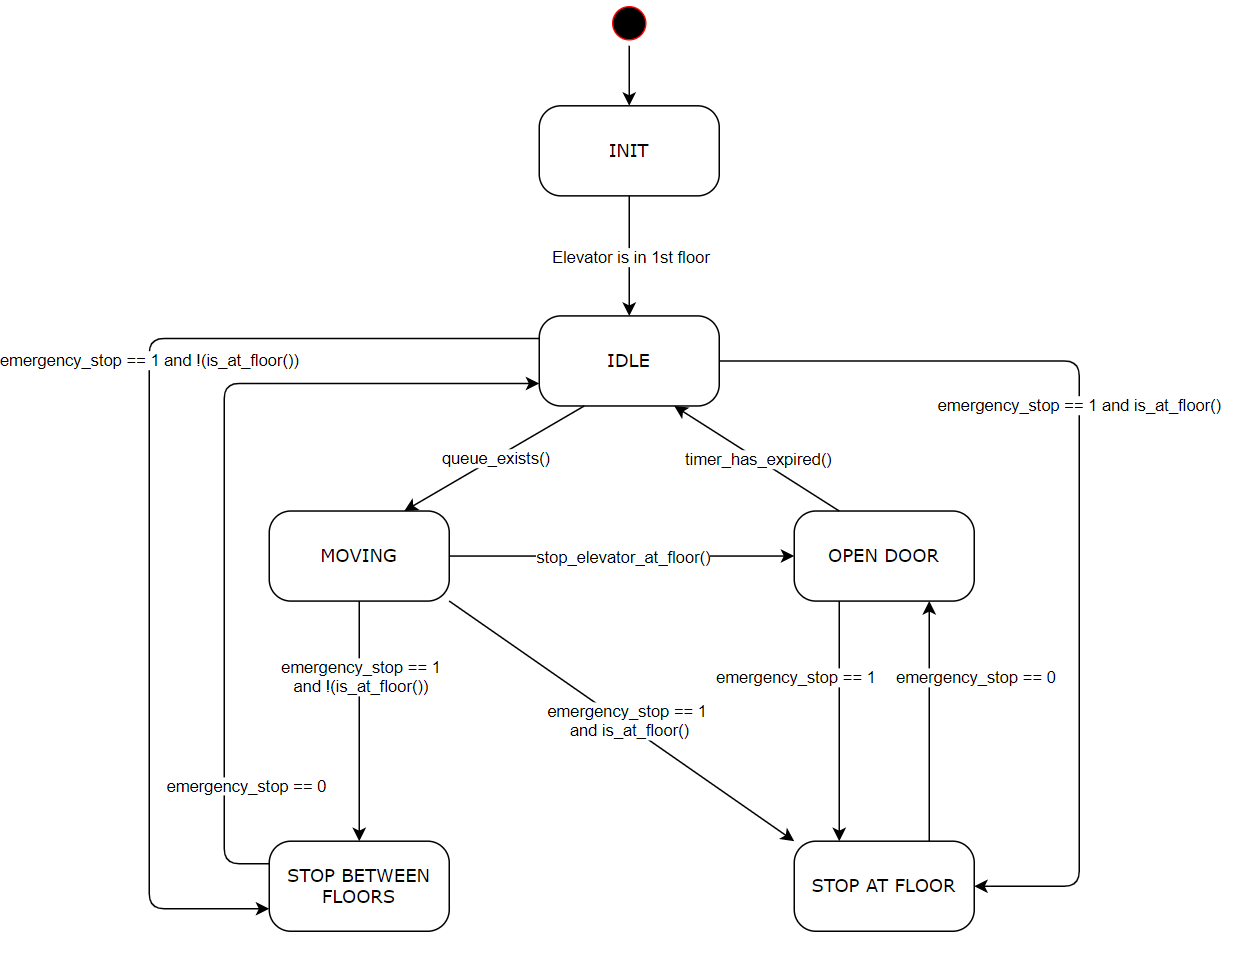 INIT
Elevator is in 1st floor
IDLE
emergency_stop == 1 and !(is_at_floor())
emergency_stop == 1 and is_at_floor()
queue_exists()
timer_has_expired()
MOVING
stop_elevator_at_floor()
OPEN DOOR
emergency_stop == 1
and !(is_at_floor())
emergency_stop == 1
and is_at_floor()
emergency_stop == 1
emergency_stop == 0
emergency_stop == 0
STOP BETWEEN
FLOORS
STOP AT FLOOR